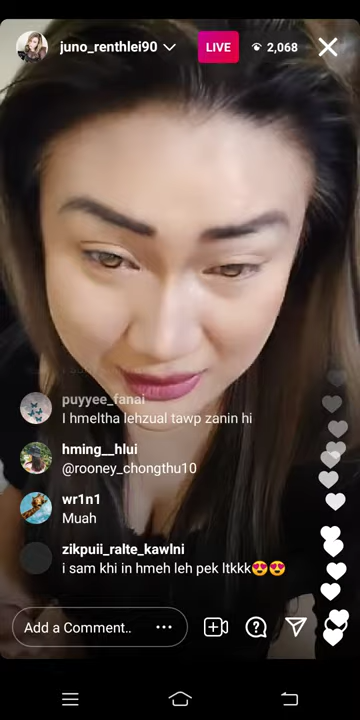 juno_renthlei90
LIVE
2,068
puyyee_fanai
I hmeltha lehzual tawp zanin hi
hming__hlui
@rooney_chongthu10
wr1n1
Muah
zikpuii_ralte_kawlni
i sam khi in hmeh leh pek ltkkk😍😍
Add a Comment..